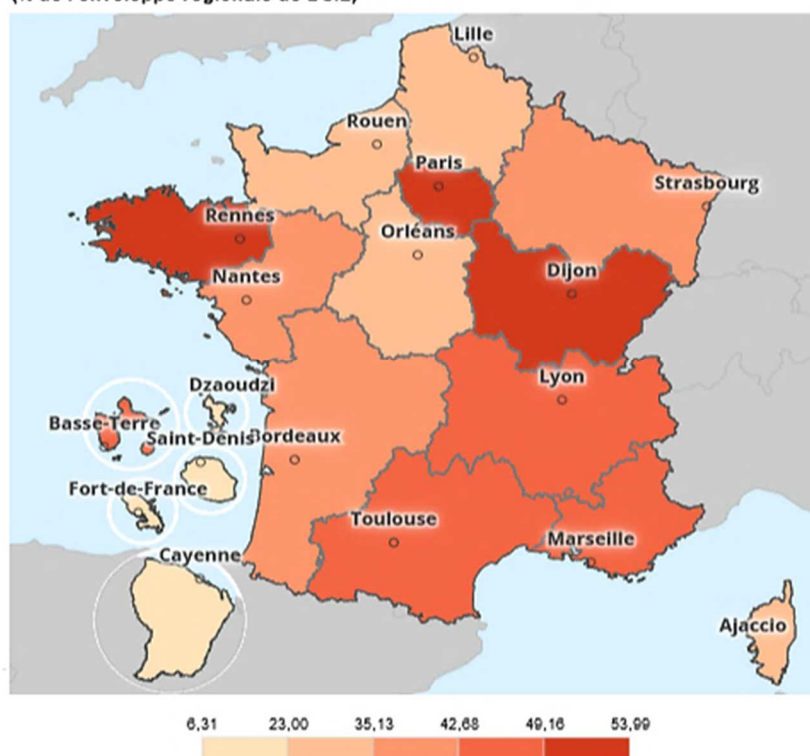 Lille
Rouen
Paris
Strasbourg
Rennes
Orléans
Dijon
Nantes
Lyon
Dzaoudzi
Basse-Terre
Saint-Denis
Bordeaux
Fort-de-France
Toulouse
Marseille
Cayenne
Ajaccio
6,31 23,00 35,13 42,68 49,16 53,99